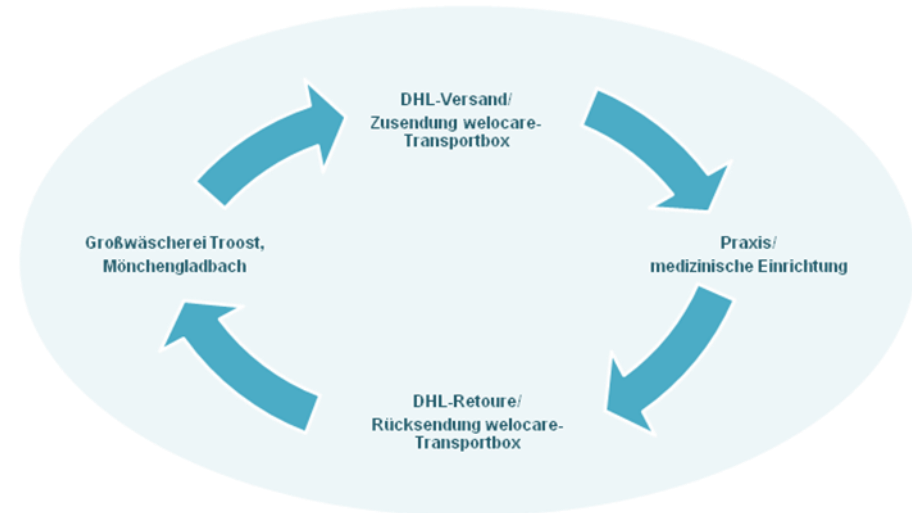 DHL-Versand/
Zusendung welocare-
Transportbox
Großwäscherei Troost,
Mönchengladbach
Praxis/
medizinische Einrichtung
DHL-Retoure/
Rücksendung welocare-
Transportbox